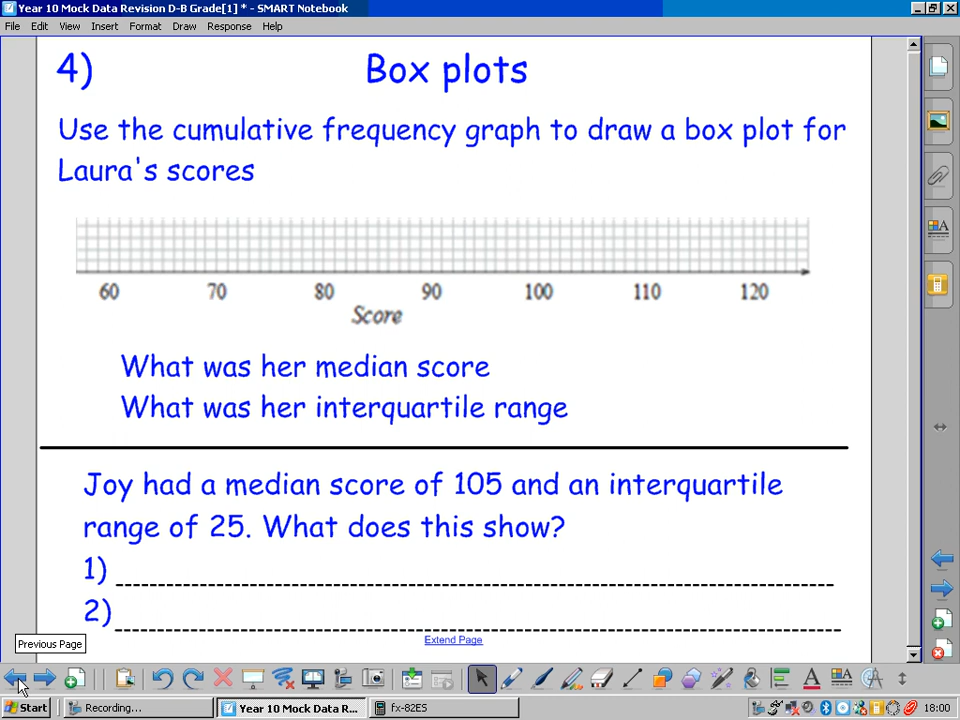 Year 10 Mock Data Revision D-B Grade[1] * - SMART Notebook
File Edit View Insert Format Draw Response Help
4) Box plots
Use the cumulative frequency graph to draw a box plot for
Laura's scores
60 70 80 90 100 110 120
Score
What was her median score
What was her interquartile range
Joy had a median score of 105 and an interquartile
range of 25. What does this show?
1)
2)
Extend Page
Previous Page
Start Recording... Year 10 Mock Data R... fx-82ES 18:00